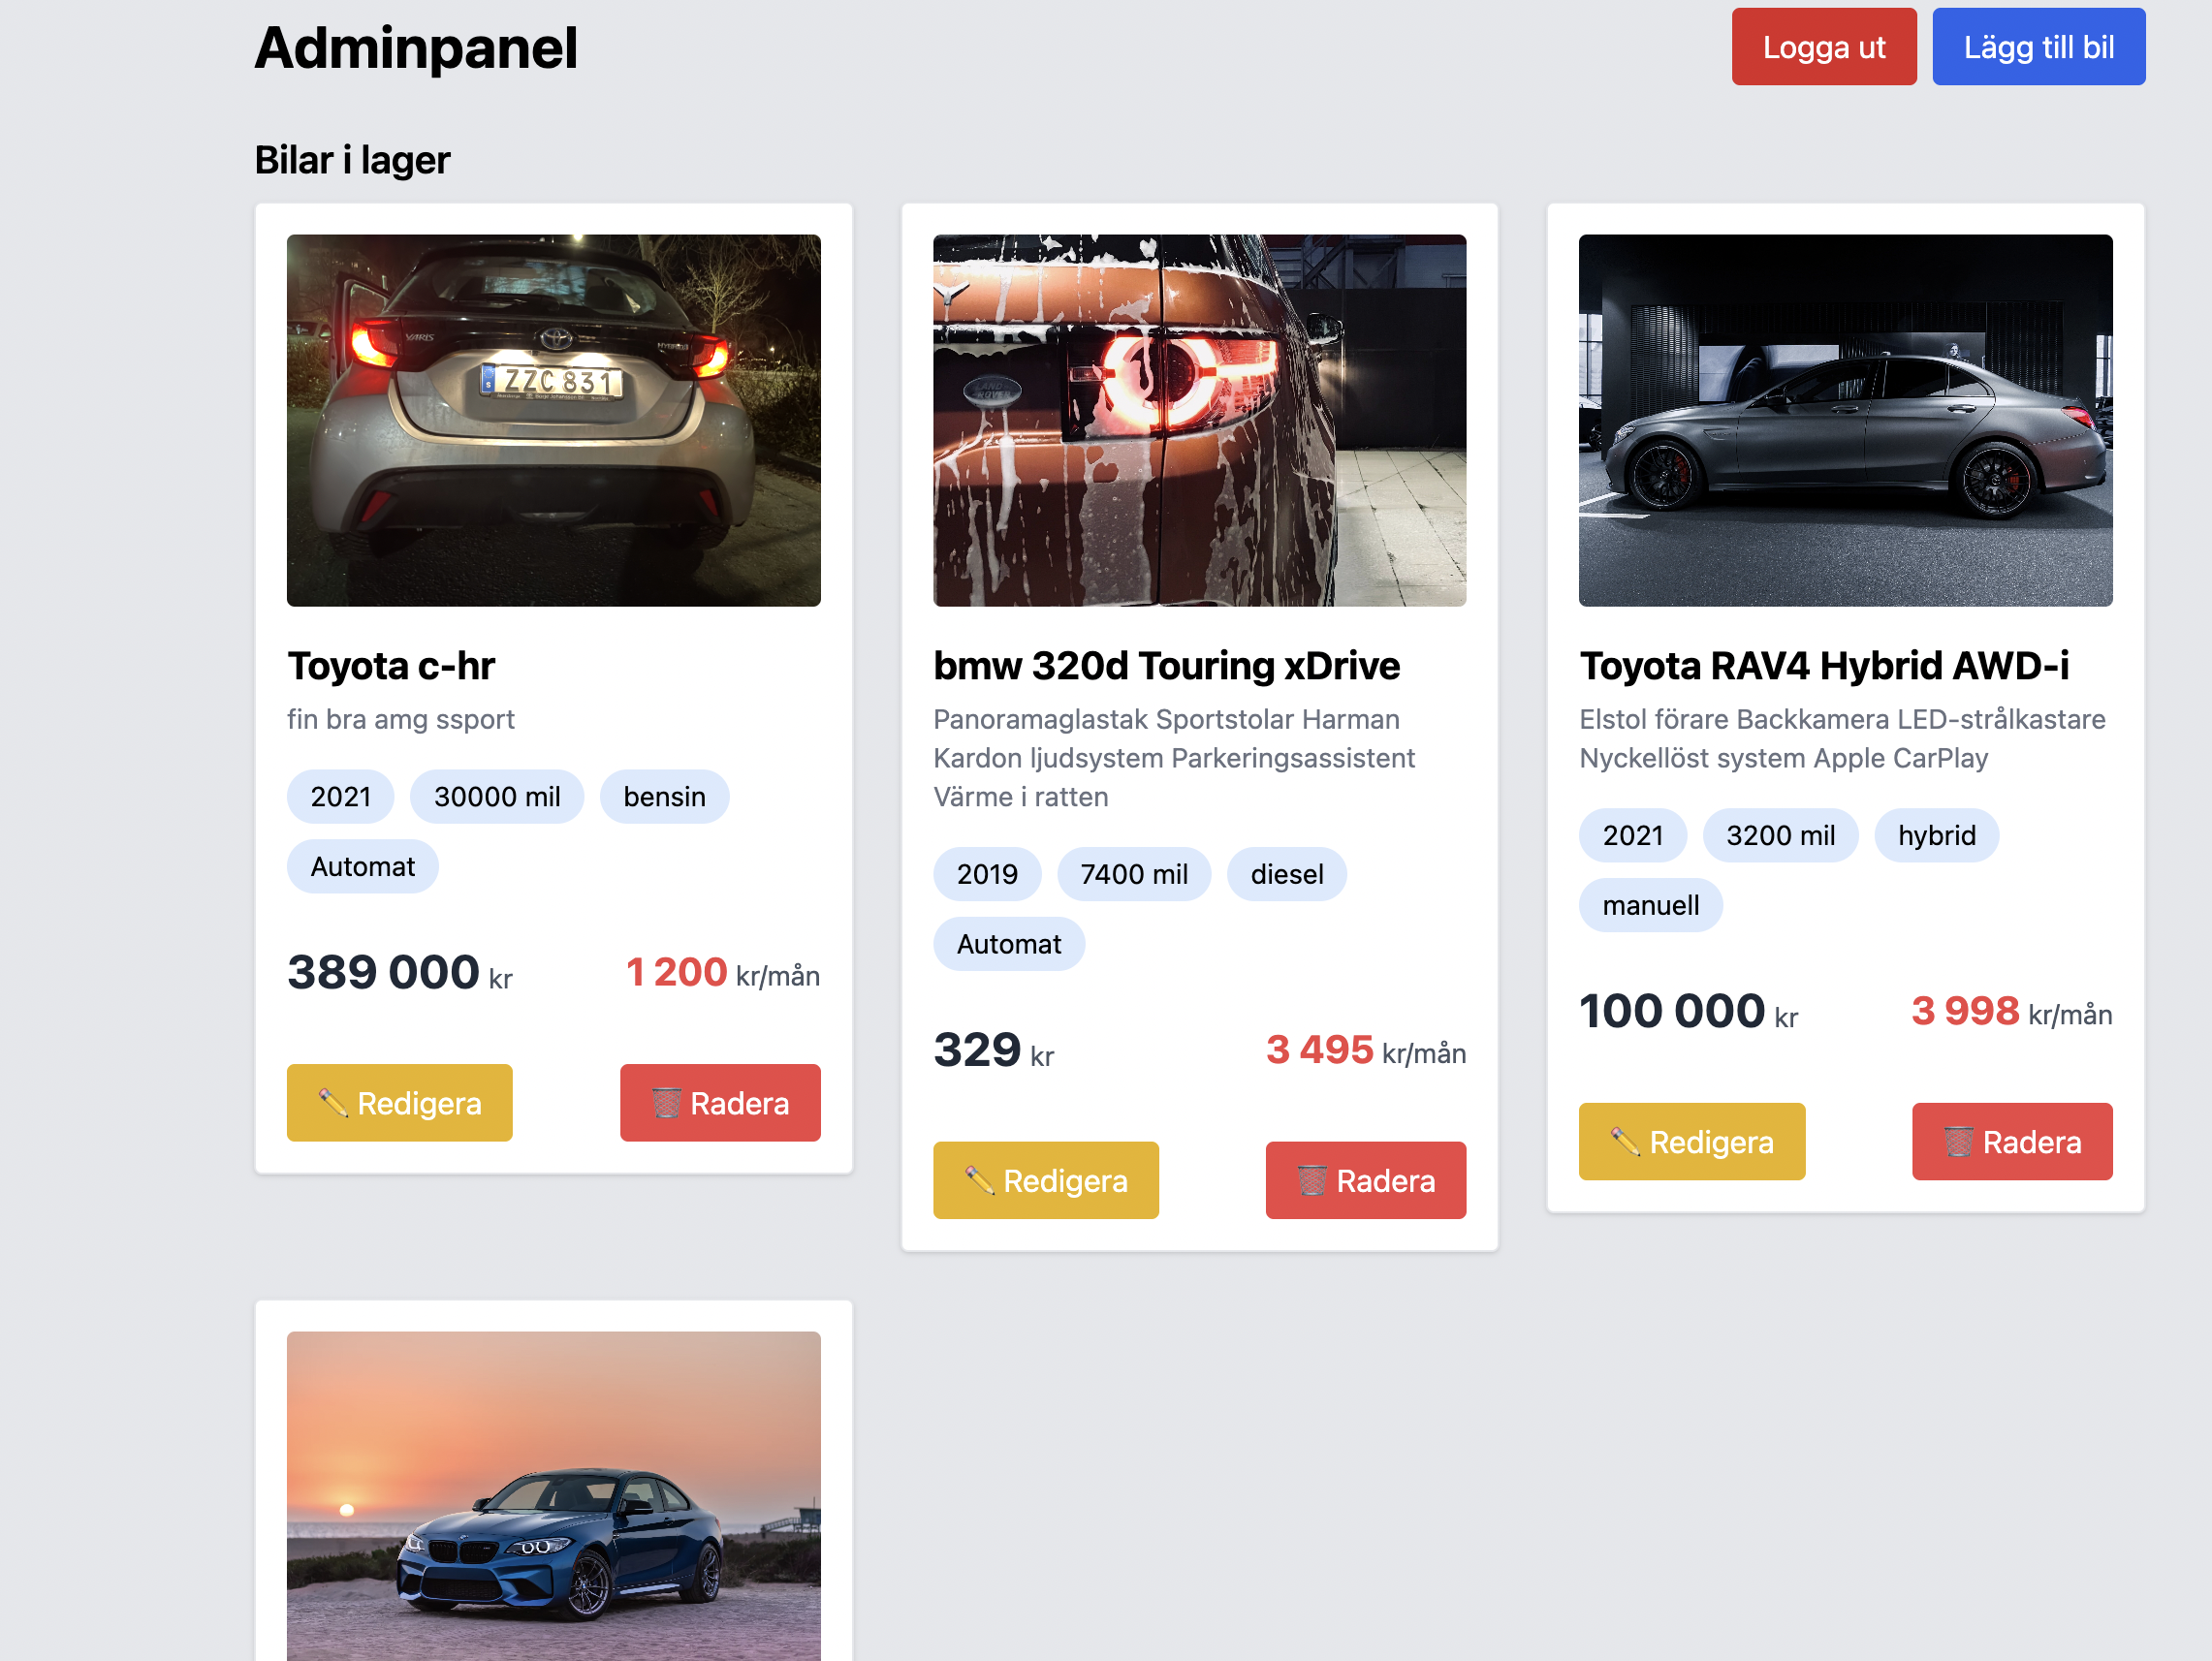 Adminpanel
Logga ut
Lägg till bil
Bilar i lager
YARIS
ZZC 831
LAND
ROVER
Toyota c-hr
fin bra amg ssport
2021
30000 mil
bensin
Automat
389 000 kr
1 200 kr/mån
Redigera
Radera
bmw 320d Touring xDrive
Panoramaglastak Sportstolar Harman
Kardon ljudsystem Parkeringsassistent
Värme i ratten
2019
7400 mil
diesel
Automat
329 kr
3 495 kr/mån
Redigera
Radera
Toyota RAV4 Hybrid AWD-i
Elstol förare Backkamera LED-strålkastare
Nyckellöst system Apple CarPlay
2021
3200 mil
hybrid
manuell
100 000 kr
3 998 kr/mån
Redigera
Radera